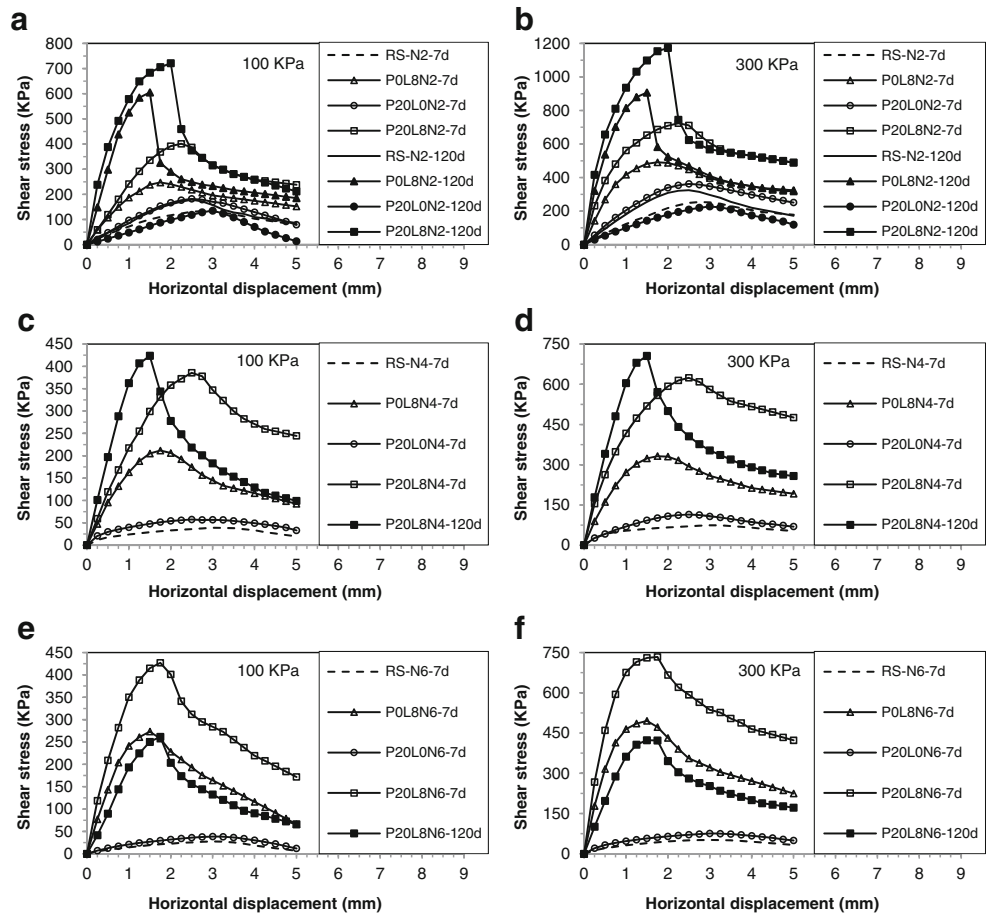 a
Shear stress (KPa)
800
700
600
500
400
300
200
100
0
100 KPa
RS-N2-7d
P0L8N2-7d
P20L0N2-7d
P20L8N2-7d
RS-N2-120d
P0L8N2-120d
P20L0N2-120d
P20L8N2-120d
0 1 2 3 4 5 6 7 8 9
Horizontal displacement (mm)
b
Shear stress (KPa)
1200
1000
800
600
400
200
0
300 KPa
RS-N2-7d
P0L8N2-7d
P20L0N2-7d
P20L8N2-7d
RS-N2-120d
P0L8N2-120d
P20L0N2-120d
P20L8N2-120d
0 1 2 3 4 5 6 7 8 9
Horizontal displacement (mm)
c
Shear stress (KPa)
450
400
350
300
250
200
150
100
50
0
100 KPa
RS-N4-7d
P0L8N4-7d
P20L0N4-7d
P20L8N4-7d
P20L8N4-120d
0 1 2 3 4 5 6 7 8 9
Horizontal displacement (mm)
d
Shear stress (KPa)
750
600
450
300
150
0
300 KPa
RS-N4-7d
P0L8N4-7d
P20L0N4-7d
P20L8N4-7d
P20L8N4-120d
0 1 2 3 4 5 6 7 8 9
Horizontal displacement (mm)
e
Shear stress (KPa)
450
400
350
300
250
200
150
100
50
0
100 KPa
RS-N6-7d
P0L8N6-7d
P20L0N6-7d
P20L8N6-7d
P20L8N6-120d
0 1 2 3 4 5 6 7 8 9
Horizontal displacement (mm)
f
Shear stress (KPa)
750
600
450
300
150
0
300 KPa
RS-N6-7d
P0L8N6-7d
P20L0N6-7d
P20L8N6-7d
P20L8N6-120d
0 1 2 3 4 5 6 7 8 9
Horizontal displacement (mm)